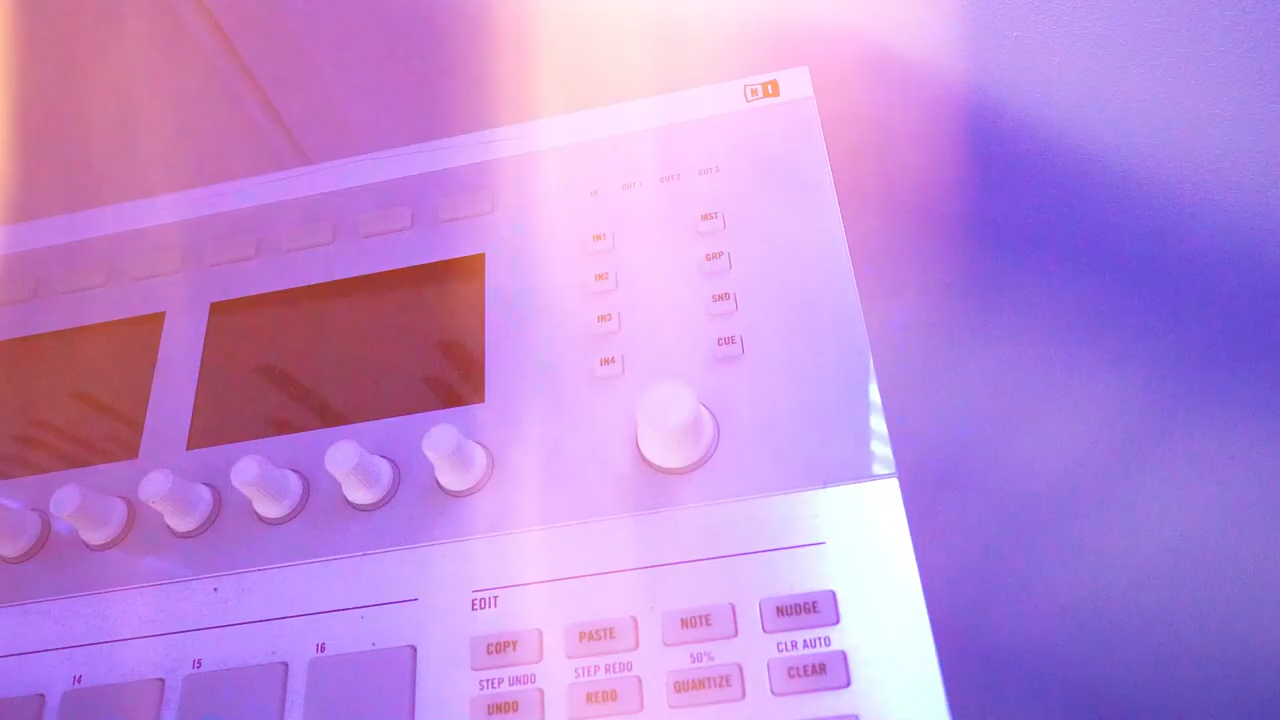 NI
IN OUT 1 OUT 2 OUT 3
IN1 MST
IN2 GRP
IN3 SND
IN4 CUE
EDIT
COPY PASTE NOTE NUDGE
STEP UNDO STEP REDO 50% CLR AUTO
UNDO REDO QUANTIZE CLEAR
14 15 16